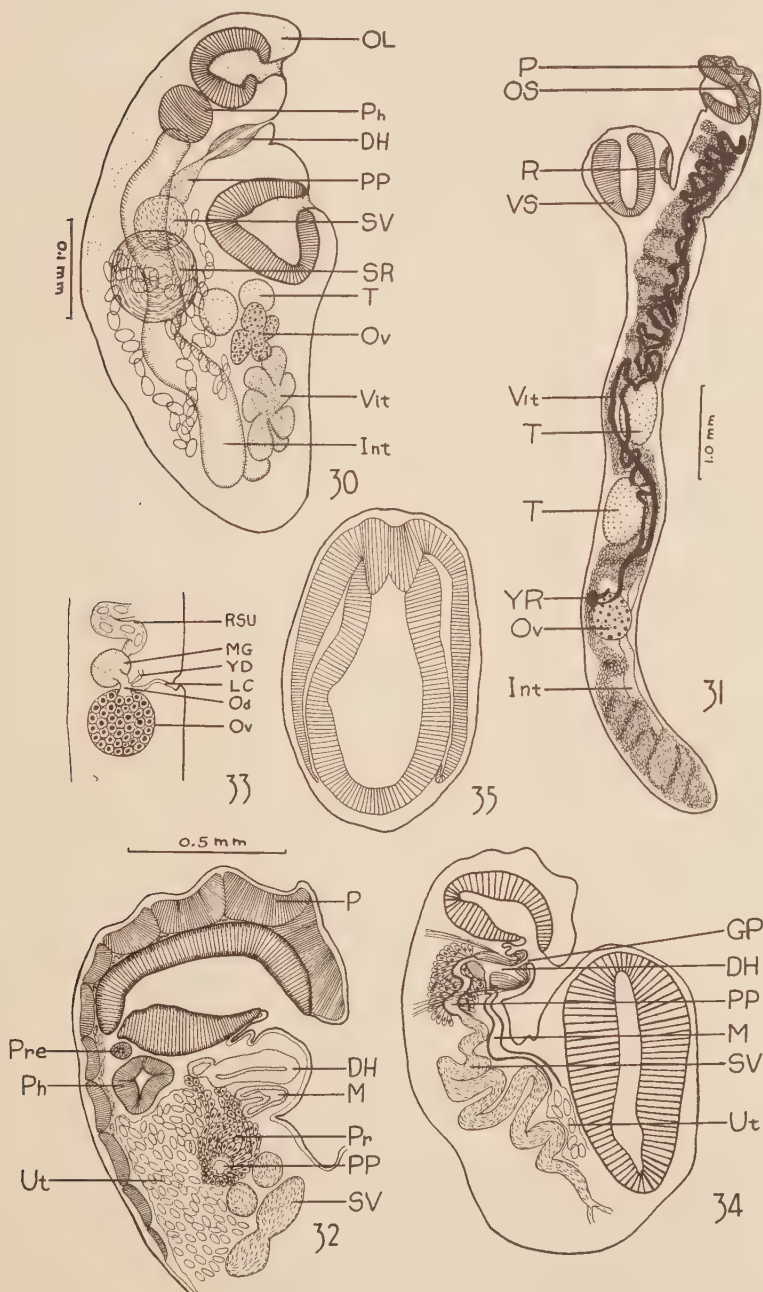 OL
Ph
DH
PP
SV
SR
T
Ov
Vit
Int
0.1 mm
30
P
OS
R
VS
Vit
T
1.0 mm
T
YR
Ov
Int
31
RSU
MG
YD
LC
Od
Ov
33
35
0.5 mm
P
Pre
Ph
DH
M
Pr
PP
Ut
SV
32
GP
DH
PP
M
SV
Ut
34